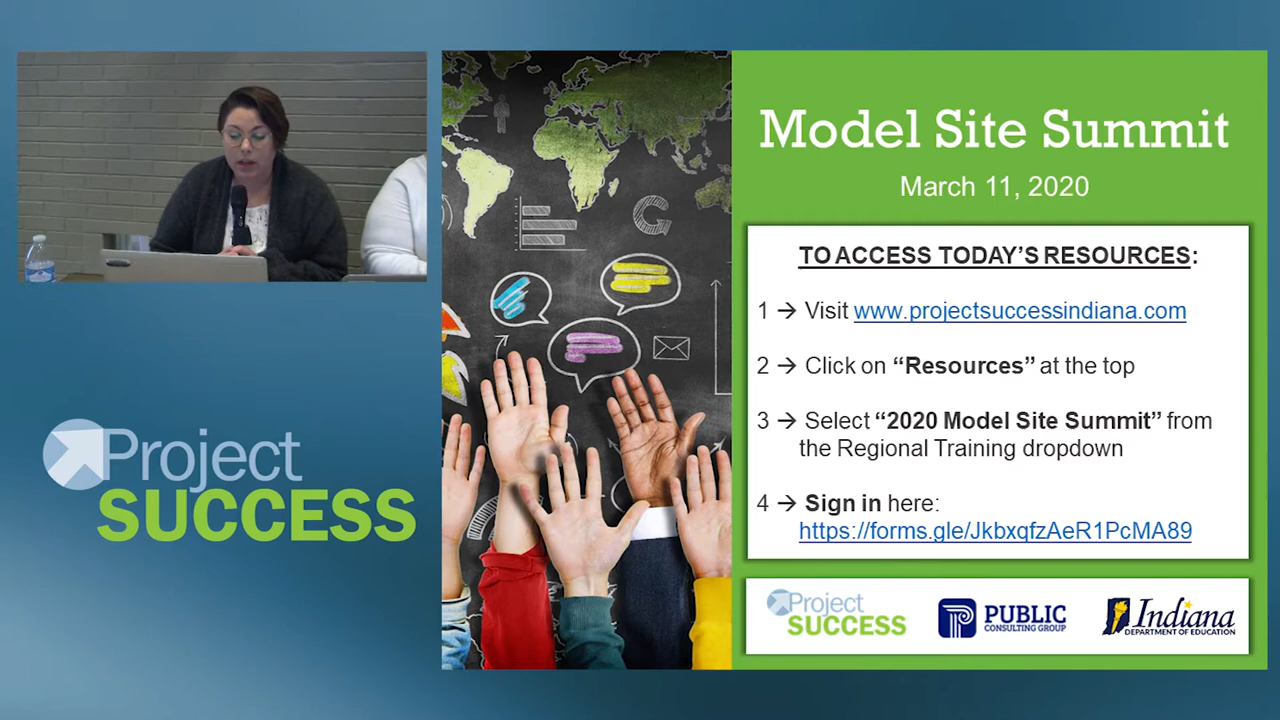 Project
SUCCESS
Model Site Summit
March 11, 2020
TO ACCESS TODAY'S RESOURCES:
1 → Visit www.projectsuccessindiana.com
2 → Click on “Resources” at the top
3 → Select “2020 Model Site Summit” from
the Regional Training dropdown
4 → Sign in here:
https://forms.gle/JkbxqfzAeR1PcMA89
Project
SUCCESS
PUBLIC
CONSULTING GROUP
Indiana
DEPARTMENT OF EDUCATION